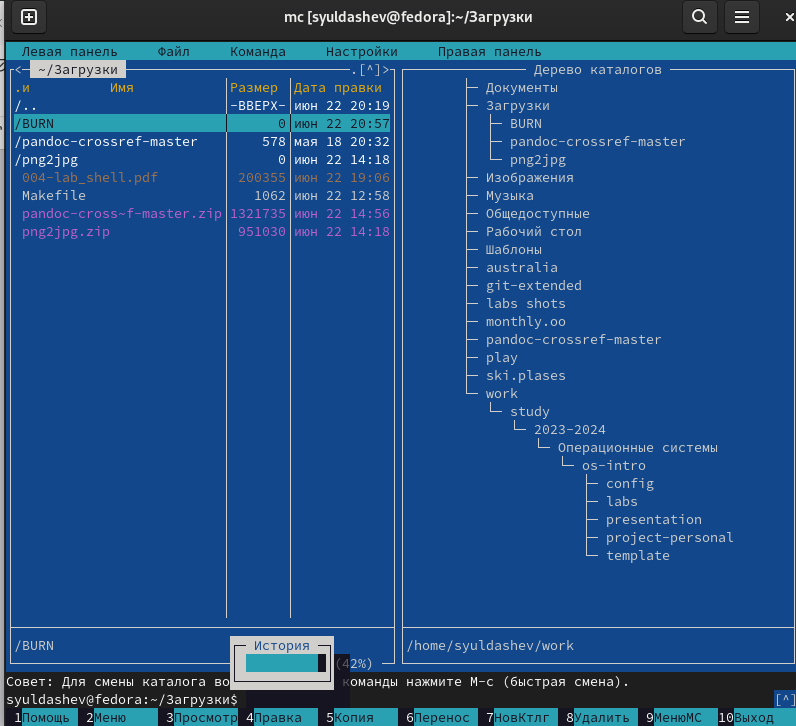 mc [syuldashev@fedora]:~/Загрузки
Левая панель Файл Команда Настройки Правая панель
<— ~/Загрузки .[^]>
.и Имя Размер Дата правки
/.. -ВВЕРХ- июн 22 20:19
/BURN 0 июн 22 20:57
/pandoc-crossref-master 578 мая 18 20:32
/png2jpg 0 июн 22 14:18
004-lab_shell.pdf 200355 июн 22 19:06
Makefile 1062 июн 22 12:58
pandoc-cross~f-master.zip 1321735 июн 22 14:56
png2jpg.zip 951030 июн 22 14:18
/BURN
(42%)
Дерево каталогов
Документы
Загрузки
BURN
pandoc-crossref-master
png2jpg
Изображения
Музыка
Общедоступные
Рабочий стол
Шаблоны
australia
git-extended
labs shots
monthly.oo
pandoc-crossref-master
play
ski.plases
work
study
2023-2024
Операционные системы
os-intro
config
labs
presentation
project-personal
template
/home/syuldashev/work
История
Совет: Для смены каталога во команды нажмите M-c (быстрая смена).
syuldashev@fedora:~/Загрузки$ [^]
1Помощь 2Меню 3Просмотр 4Правка 5Копия 6Перенос 7НовКтлг 8Удалить 9МенюMC 10Выход